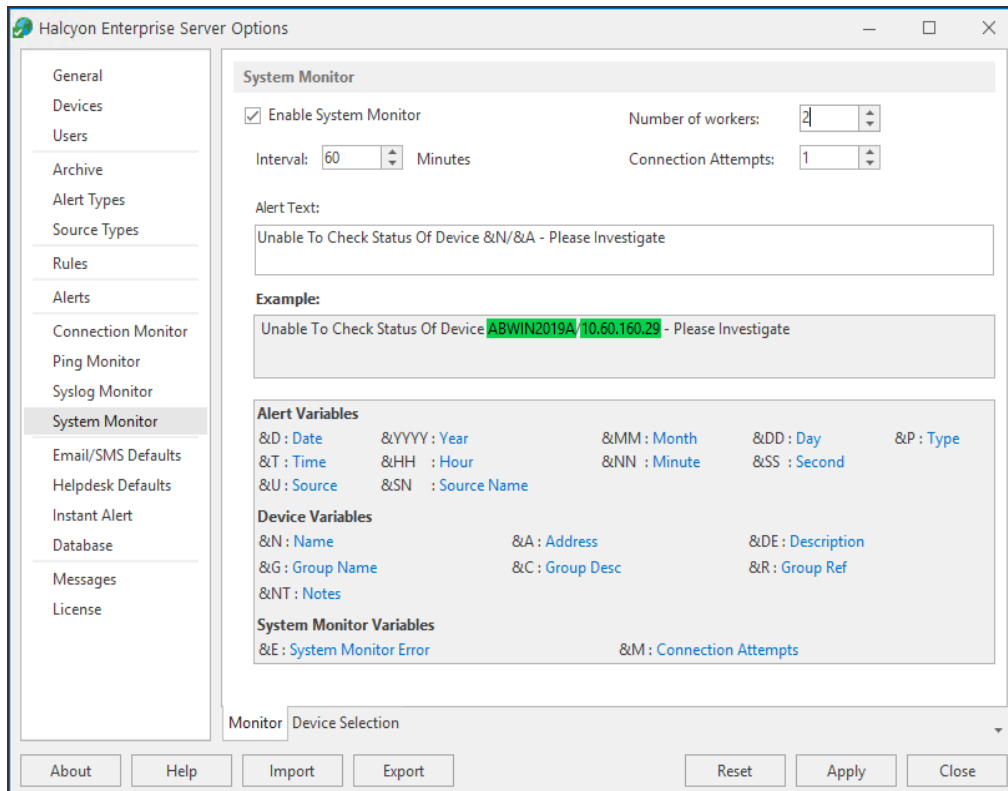 Halcyon Enterprise Server Options
General
Devices
Users
Archive
Alert Types
Source Types
Rules
Alerts
Connection Monitor
Ping Monitor
Syslog Monitor
System Monitor
Email/SMS Defaults
Helpdesk Defaults
Instant Alert
Database
Messages
License
System Monitor
Enable System Monitor
Number of workers: 2
Interval: 60 Minutes
Connection Attempts: 1
Alert Text:
Unable To Check Status Of Device &N/&A - Please Investigate
Example:
Unable To Check Status Of Device ABWIN2019A/10.60.160.29 - Please Investigate
Alert Variables
&D : Date &YYYY : Year &MM : Month &DD : Day &P : Type
&T : Time &HH : Hour &NN : Minute &SS : Second
&U : Source &SN : Source Name
Device Variables
&N : Name &A : Address &DE : Description
&G : Group Name &C : Group Desc &R : Group Ref
&NT : Notes
System Monitor Variables
&E : System Monitor Error &M : Connection Attempts
Monitor Device Selection
About Help Import Export Reset Apply Close